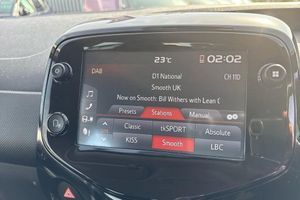 23°C 02:02
DAB D1 National CH 11D
Smooth UK
Now on Smooth: Bill Withers with Lean O
Presets Stations Manual
Classic tkSPORT Absolute
KISS Smooth LBC